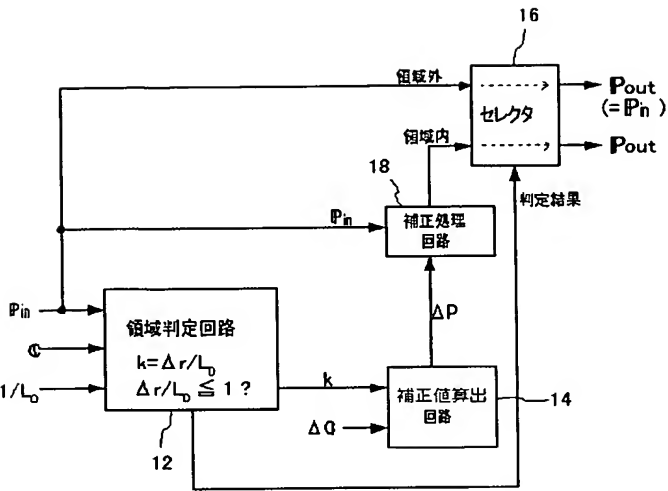 16
領域外
Pout
(=Pin)
セレクタ
領域内
Pout
18
判定結果
Pin
補正処理
回路
ΔP
Pin
領域判定回路
C
k=Δr/L₀
Δr/L₀≦1?
1/L₀
k
補正値算出
回路
14
ΔC
12